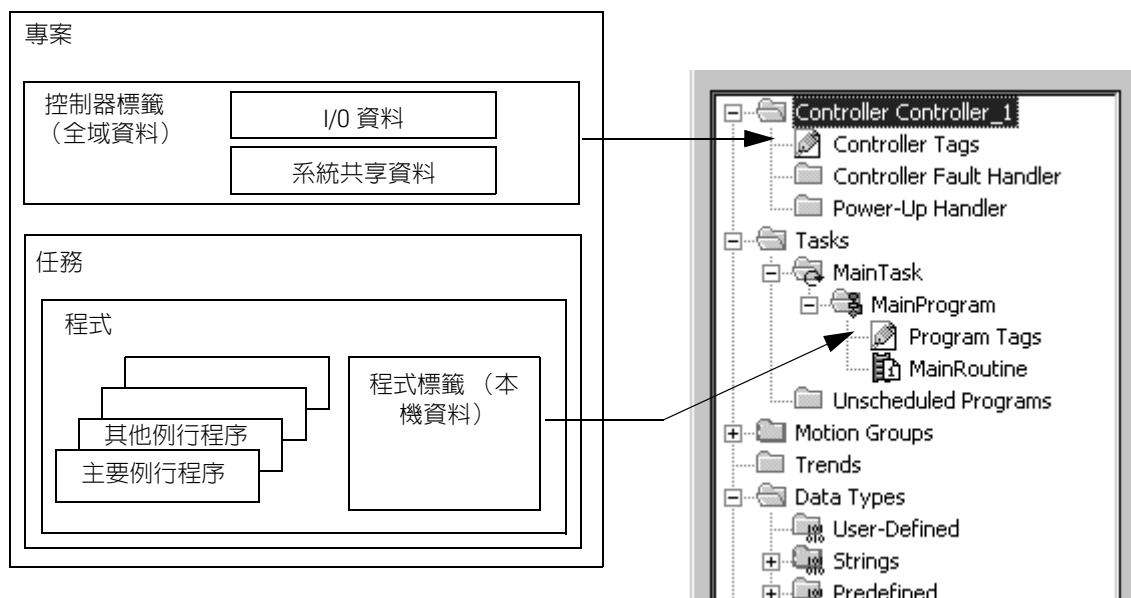 專案
控制器標籤
（全域資料）
I/O 資料
系統共享資料
任務
程式
其他例行程序
主要例行程序
程式標籤 （本
機資料）
Controller Controller_1
Controller Tags
Controller Fault Handler
Power-Up Handler
Tasks
MainTask
MainProgram
Program Tags
MainRoutine
Unscheduled Programs
Motion Groups
Trends
Data Types
User-Defined
Strings
Predefined